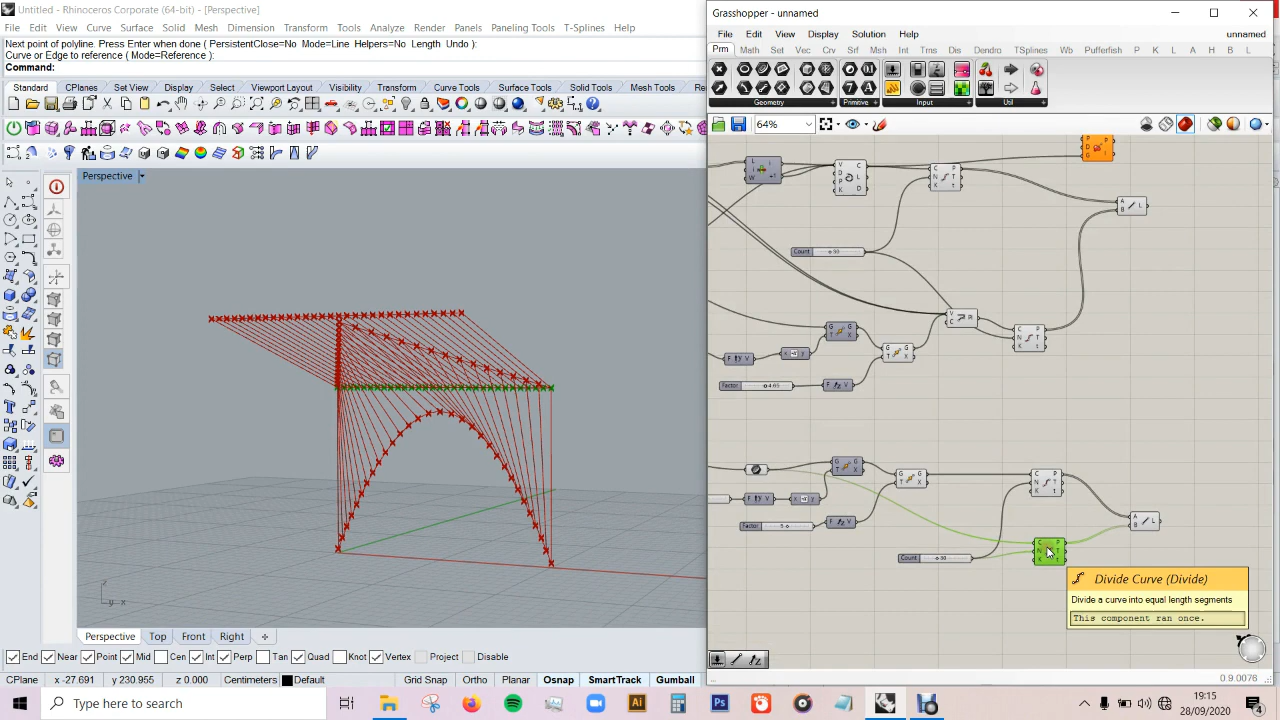 Untitled - Rhinoceros Corporate (64-bit) - [Perspective]
File Edit View Curve Surface Solid Mesh Dimension Transform Tools Analyze Render Panels Paneling Tools T-Splines
Next point of polyline. Press Enter when done ( PersistentClose=No Mode=Line Helpers=No Length Undo ):
Curve or Edge to reference ( Mode=Reference ):
Command:
Standard CPlanes Set View Display Select Viewport Layout Visibility Transform Curve Tools Surface Tools Solid Tools Mesh Tools
Perspective
Perspective Top Front Right
End Near Point Mid Cen Int Perp Tan Quad Knot Vertex Project Disable
CPlane x -27.691 y 230.955 z 0.000 Centimeters Default Grid Snap Ortho Planar Osnap SmartTrack Gumball
Grasshopper - unnamed
File Edit View Display Solution Help unnamed
Prm Math Set Vec Crv Srf Msh Int Trns Dis Dendro TSplines Wb Pufferfish P K L A H B L
Geometry Primitive Input Util
64%
Count 30
Factor 4.65
Factor 5
Count 30
Divide Curve (Divide)
Divide a curve into equal length segments
This component ran once.
0.9.0076
Type here to search
19:15
28/09/2020
4